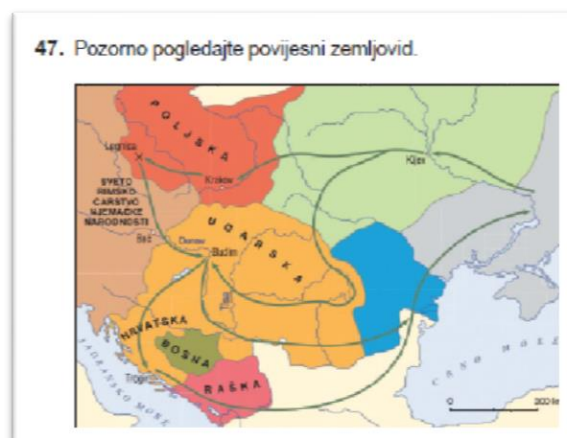 47. Pozorno pogledajte povijesni zemljovid.
POLJSKA
Legnica
Krakow
Kijev
SVETO
RIMSKO
CARSTVO
NJEMAČKE
NARODNOSTI
UGARSKA
Beč
Dunav
Budim
HRVATSKA
BOSNA
RAŠKA
Trogir
JADRANSKO MORE
CRNO MORE
0